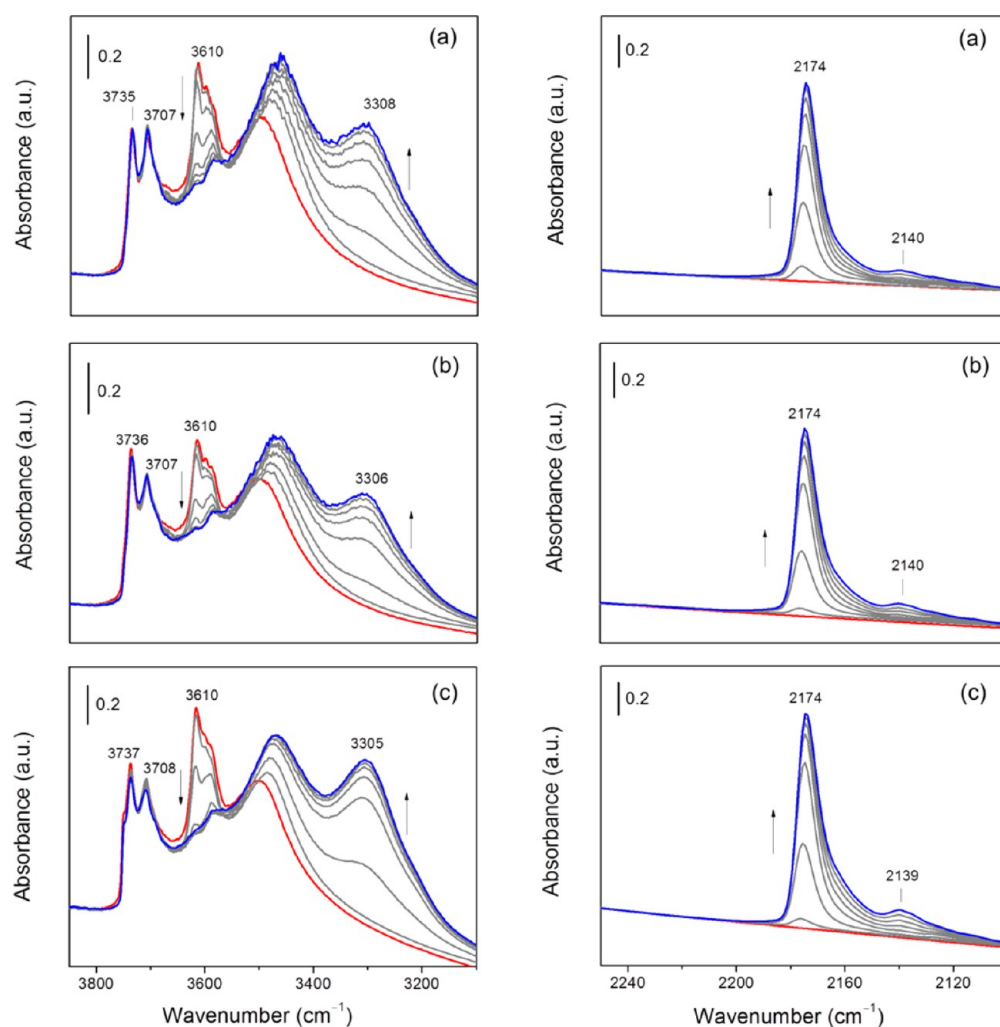 (a)
0.2
3610
3735
3707
3308
Absorbance (a.u.)
(a)
0.2
2174
2140
Absorbance (a.u.)
(b)
0.2
3736
3610
3707
3306
Absorbance (a.u.)
(b)
0.2
2174
2140
Absorbance (a.u.)
(c)
0.2
3610
3737
3708
3305
Absorbance (a.u.)
3800 3600 3400 3200
Wavenumber (cm⁻¹)
(c)
0.2
2174
2139
Absorbance (a.u.)
2240 2200 2160 2120
Wavenumber (cm⁻¹)